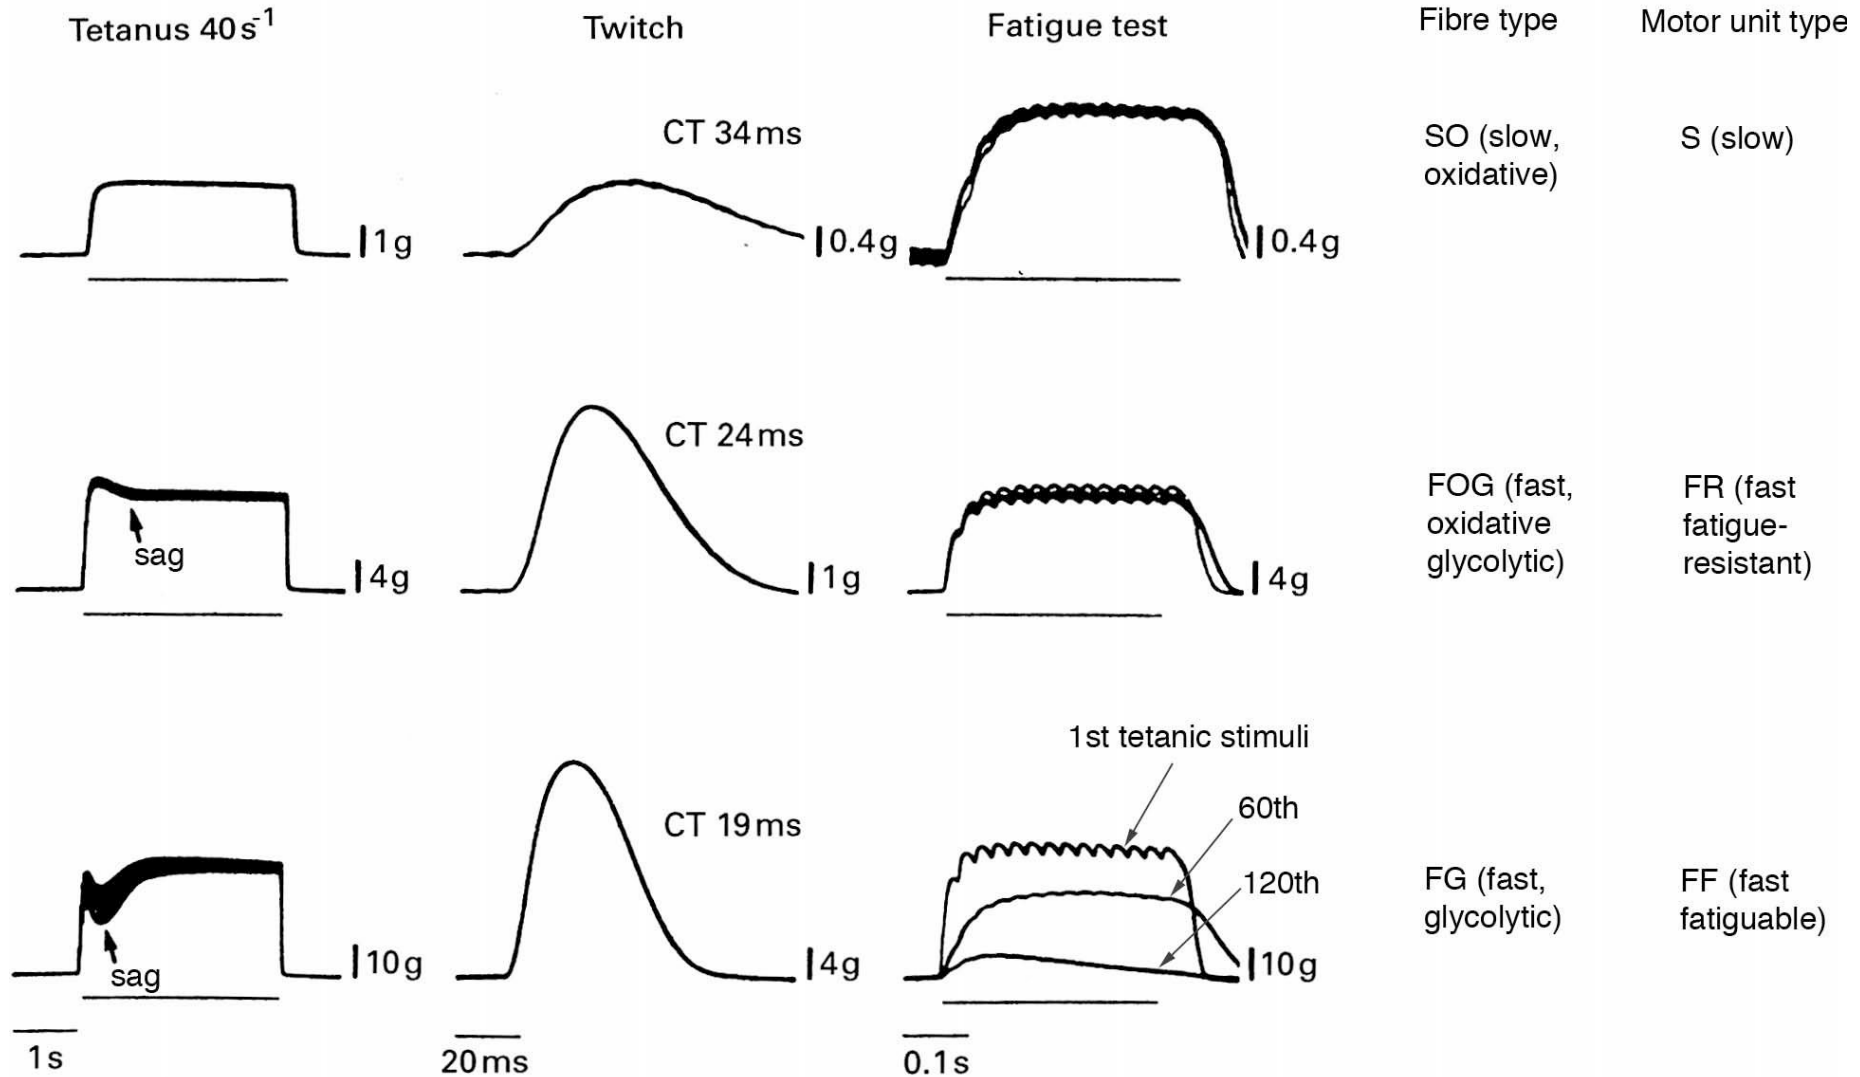 Tetanus 40s⁻¹
Twitch
Fatigue test
Fibre type
Motor unit type
CT 34ms
SO (slow,
oxidative)
S (slow)
1g
0.4g
0.4g
CT 24ms
sag
FOG (fast,
oxidative
glycolytic)
FR (fast
fatigue-
resistant)
4g
1g
4g
1st tetanic stimuli
60th
CT 19ms
120th
FG (fast,
glycolytic)
FF (fast
fatiguable)
sag
10g
4g
10g
1s
20ms
0.1s